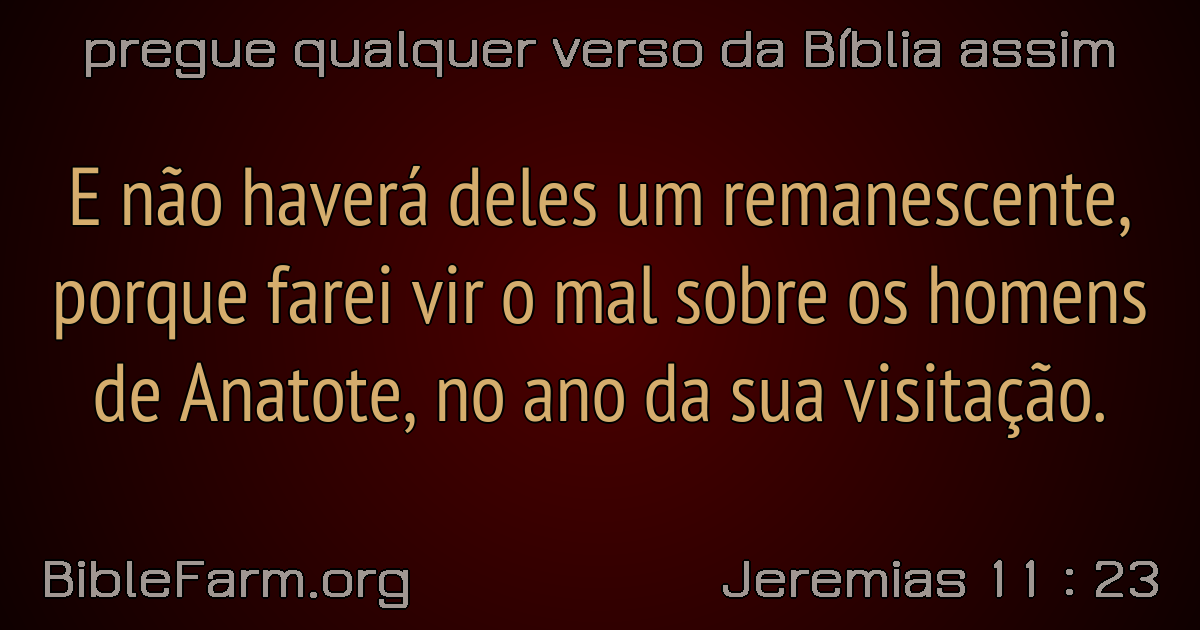 pregue qualquer verso da Bíblia assim
E não haverá deles um remanescente,
porque farei vir o mal sobre os homens
de Anatote, no ano da sua visitação.
BibleFarm.org
Jeremias 11 : 23